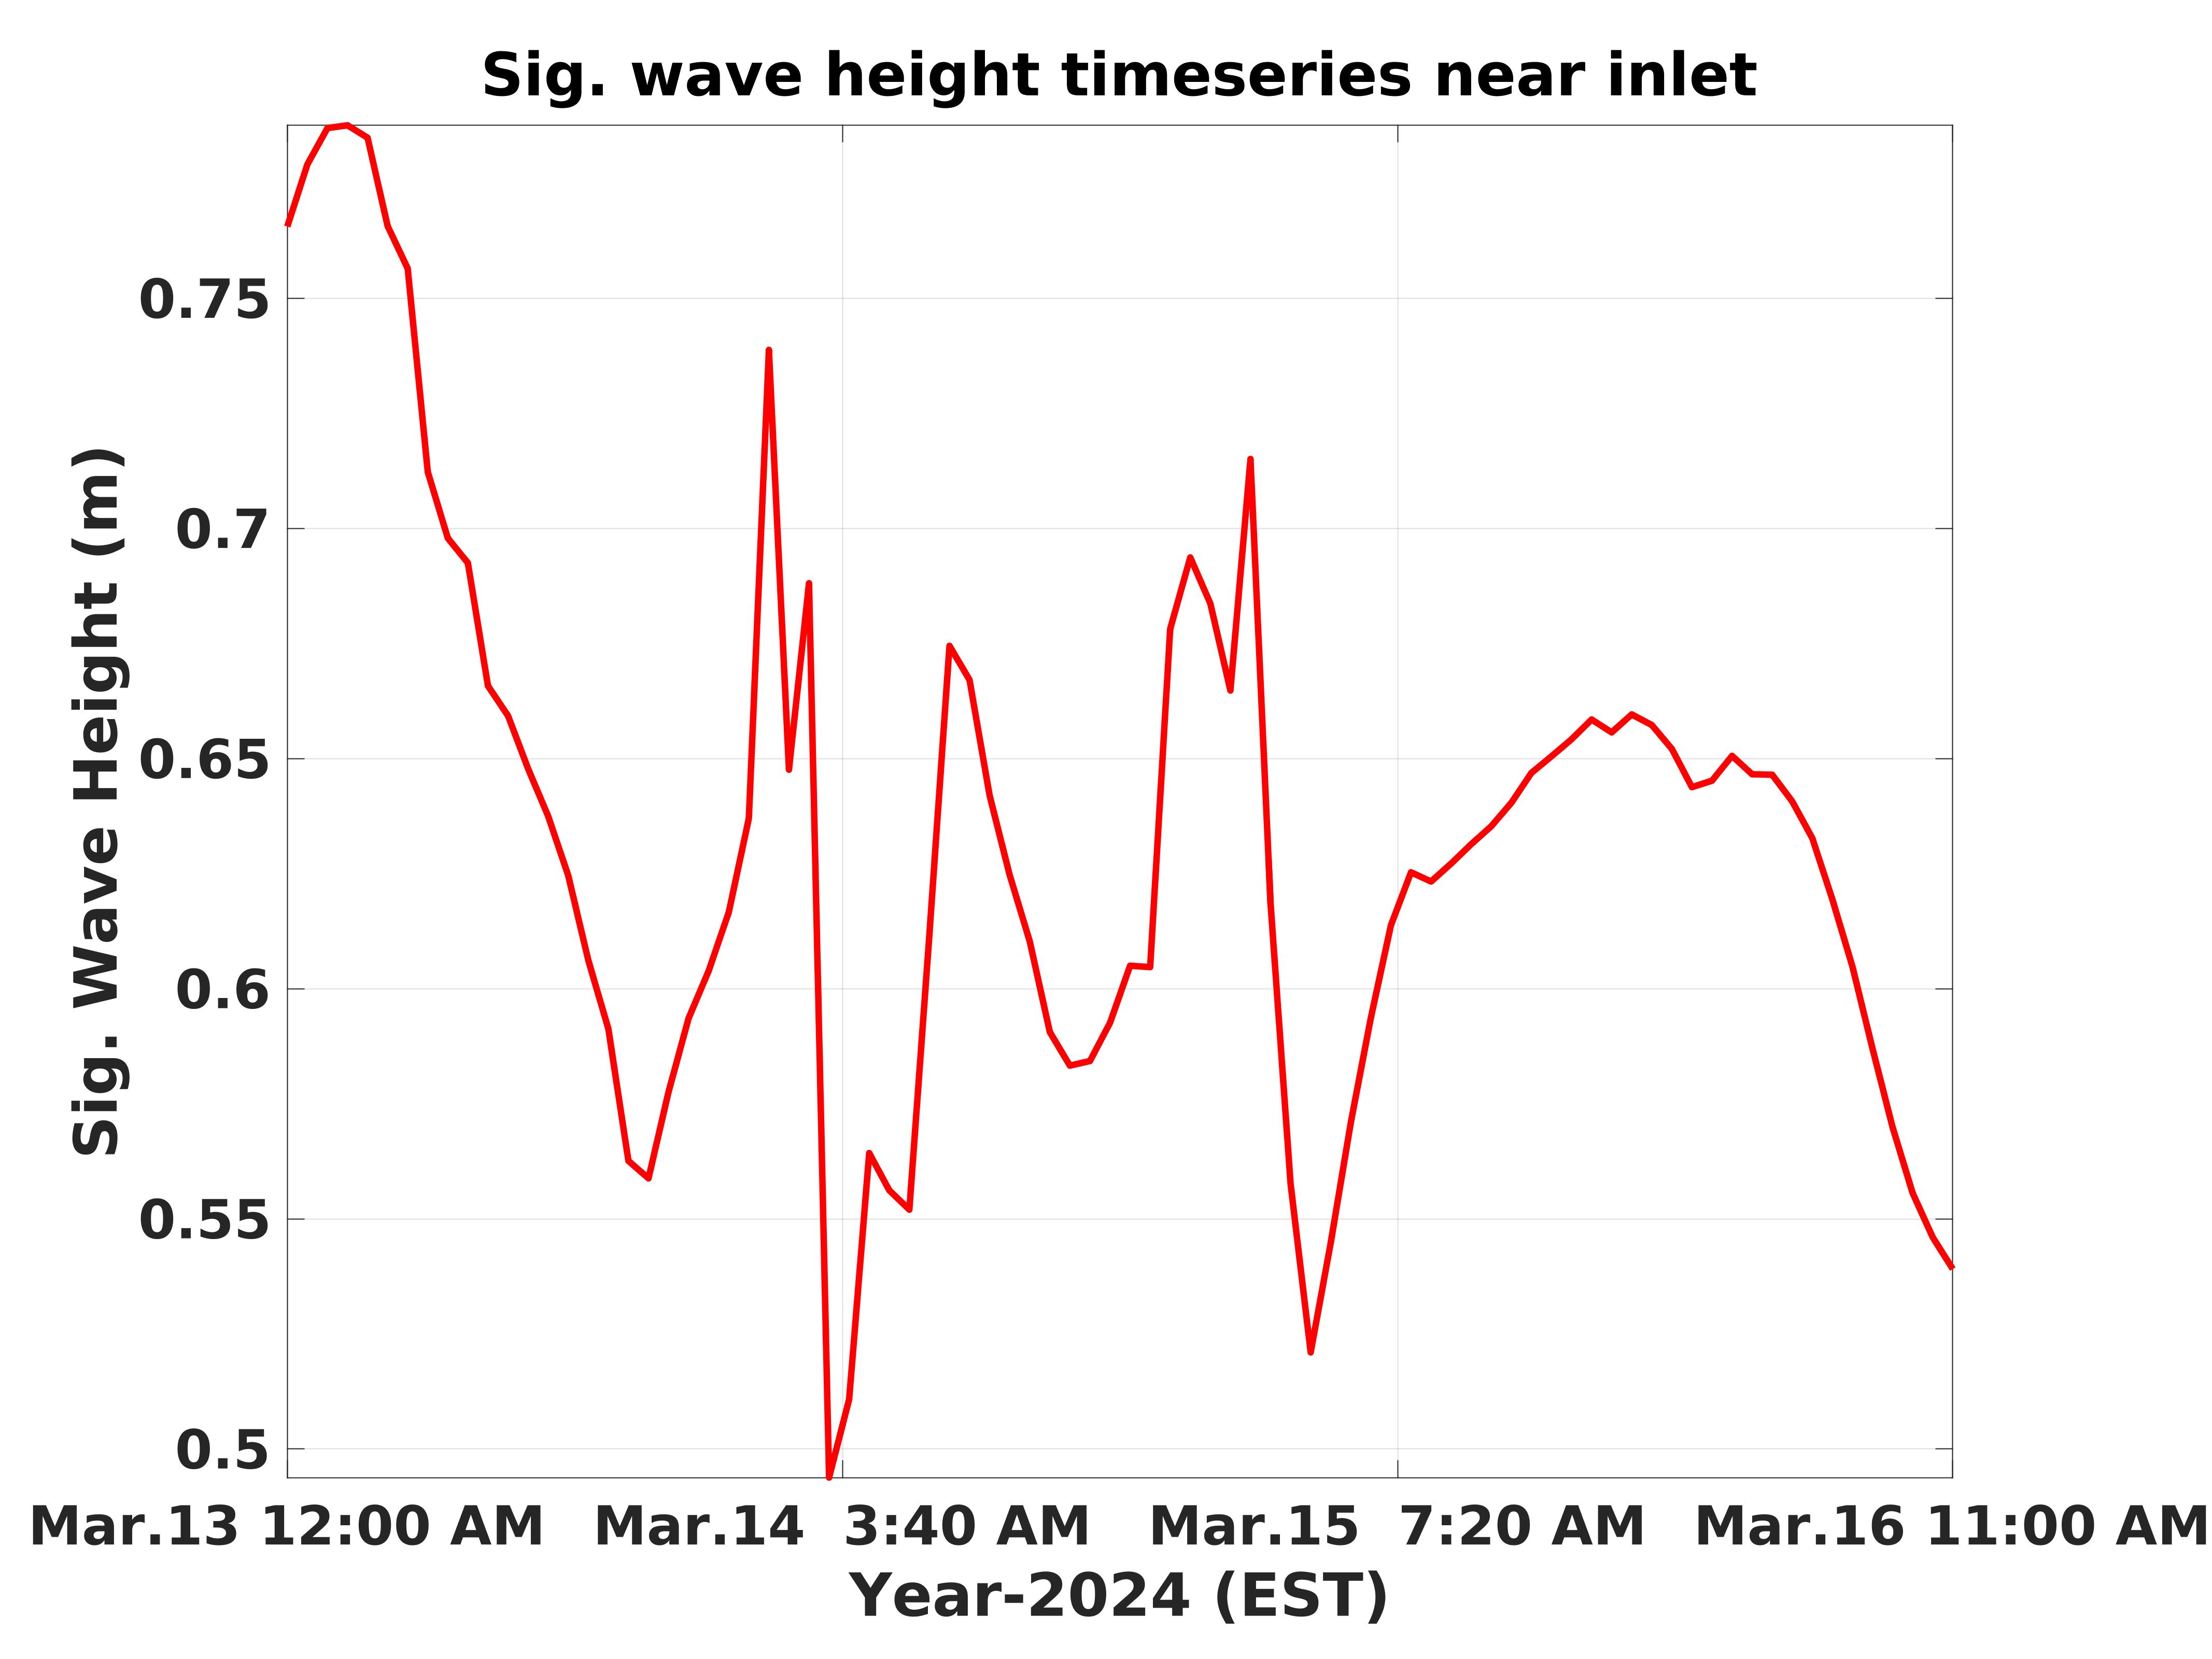 Sig. wave height timeseries near inlet
Sig. Wave Height (m)
0.75
0.7
0.65
0.6
0.55
0.5
Mar.13 12:00 AM Mar.14 3:40 AM Mar.15 7:20 AM Mar.16 11:00 AM
Year-2024 (EST)